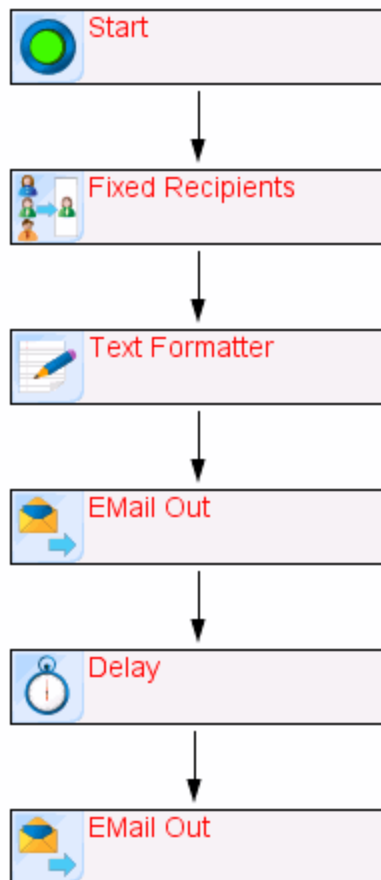 Start
Fixed Recipients
Text Formatter
EMail Out
Delay
EMail Out